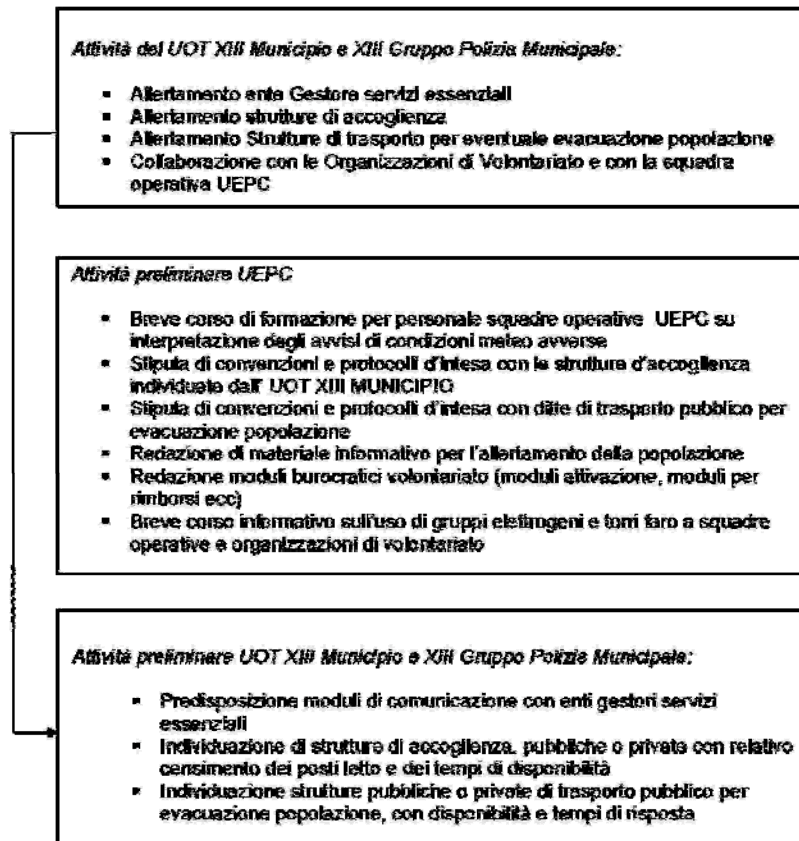 Attività del UOT XIII Municipio e XIII Gruppo Polizia Municipale:
▪ Allertamento ente Gestore servizi essenziali
▪ Allertamento strutture di accoglienza
▪ Allertamento Strutture di trasporto per eventuale evacuazione popolazione
▪ Collaborazione con le Organizzazioni di Volontariato e con la squadra
operativa UEPC
Attività preliminare UEPC
▪ Breve corso di formazione per personale squadre operative UEPC su
interpretazione degli avvisi di condizioni meteo avverse
▪ Stipula di convenzioni e protocolli d'intesa con le strutture d'accoglienza
individuate dall' UOT XIII MUNICIPIO
▪ Stipula di convenzioni e protocolli d'intesa con ditte di trasporto pubblico per
evacuazione popolazione
▪ Redazione di materiale informativo per l'allertamento della popolazione
▪ Redazione moduli burocratici volontariato (moduli attivazione, moduli per
rimborsi ecc)
▪ Breve corso informativo sull'uso di gruppi elettrogeni e torri faro a squadre
operative e organizzazioni di volontariato
Attività preliminare UOT XIII Municipio e XIII Gruppo Polizia Municipale:
▪ Predisposizione moduli di comunicazione con enti gestori servizi
essenziali
▪ Individuazione di strutture di accoglienza, pubbliche o private con relativo
censimento dei posti letto e dei tempi di disponibilità
▪ Individuazione strutture pubbliche o private di trasporto pubblico per
evacuazione popolazione, con disponibilità e tempi di risposta